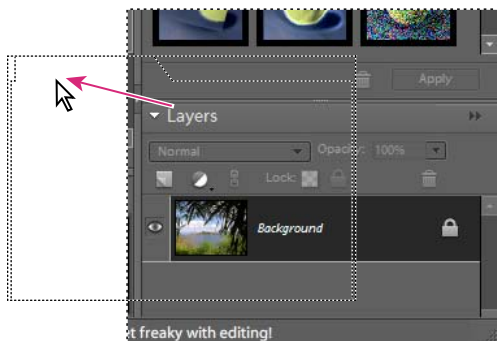 Apply
Layers
Normal Opacity: 100%
Lock:
Background
t freaky with editing!